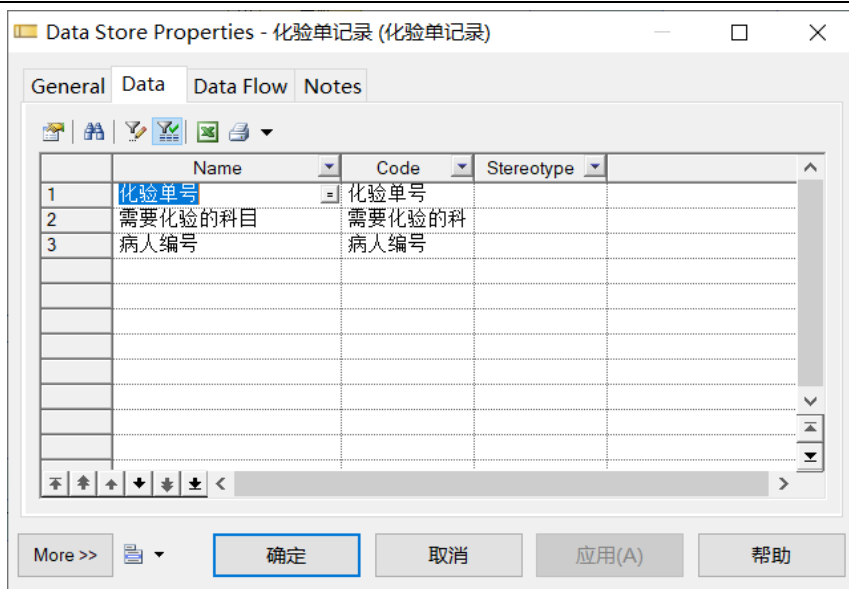 Data Store Properties - 化验单记录 (化验单记录)
General Data Data Flow Notes
Name Code Stereotype
1 化验单号 = 化验单号
2 需要化验的科目 需要化验的科
3 病人编号 病人编号
More >> 确定 取消 应用(A) 帮助